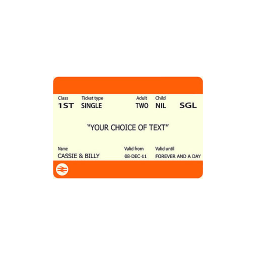 Class Ticket type Adult Child
1ST SINGLE TWO NIL SGL
"YOUR CHOICE OF TEXT"
Name Valid from Valid until
CASSIE & BILLY 08-DEC-11 FOREVER AND A DAY